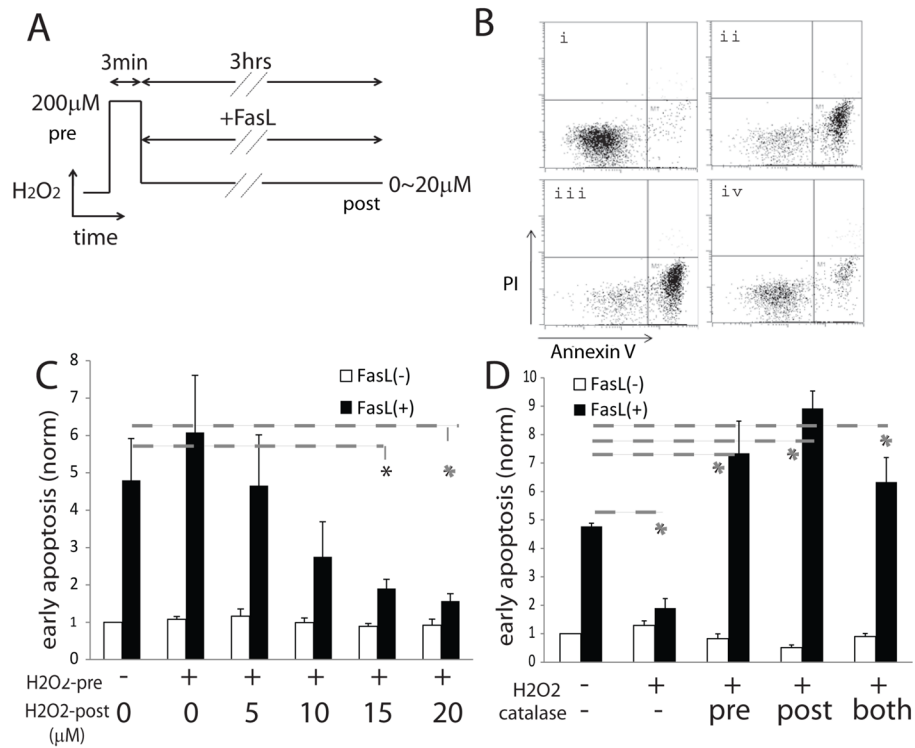 A
3min
3hrs
200μM
pre
+FasL
H2O2
0~20μM
post
time
B
i
ii
M1
M1
iii
iv
M1
PI
Annexin V
C
FasL(-)
FasL(+)
early apoptosis (norm)
8
7
6
5
4
3
2
1
0
*
*
H2O2-pre
- + + + + +
H2O2-post
(μM)
0 0 5 10 15 20
D
FasL(-)
FasL(+)
early apoptosis (norm)
10
9
8
7
6
5
4
3
2
1
0
*
*
*
*
H2O2
- + + + +
catalase
- - pre post both